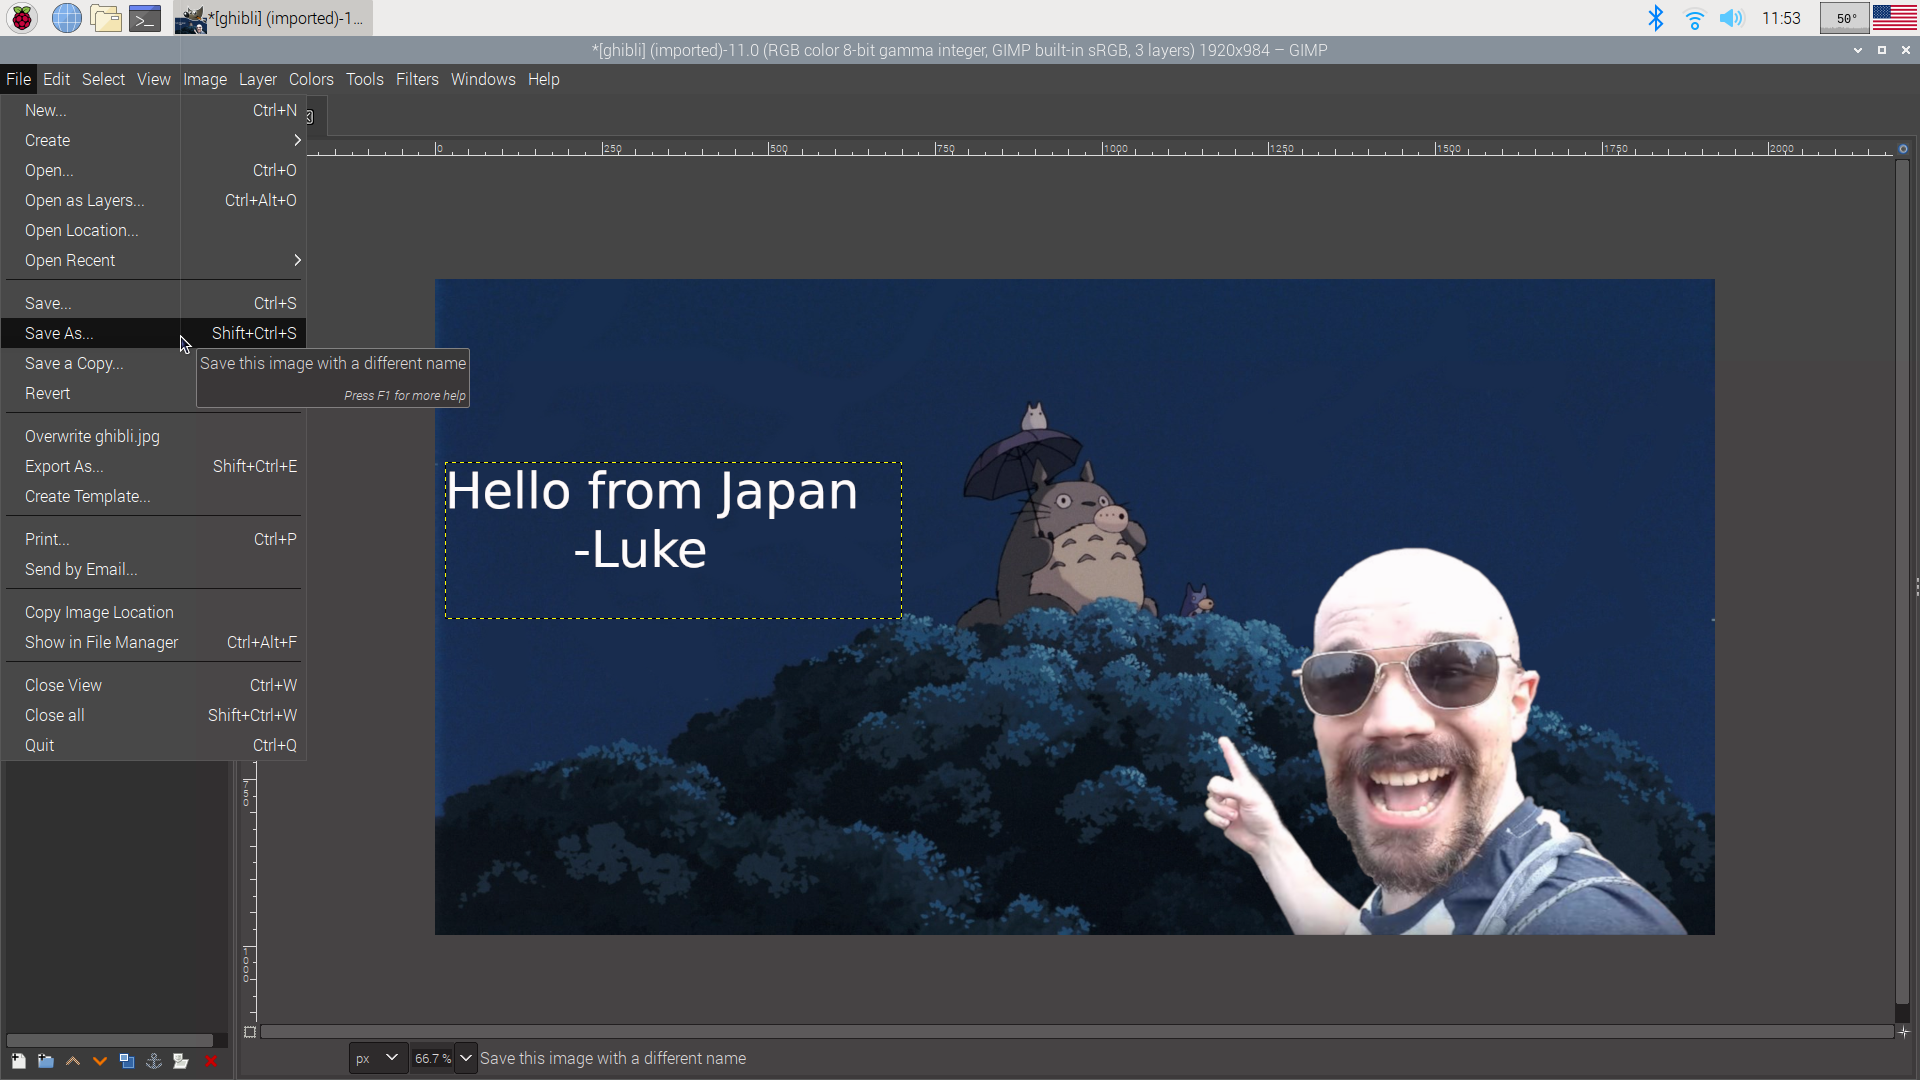 *[ghibli] (imported)-1...
11:53
50°
*[ghibli] (imported)-11.0 (RGB color 8-bit gamma integer, GIMP built-in sRGB, 3 layers) 1920x984 – GIMP
File Edit Select View Image Layer Colors Tools Filters Windows Help
New... Ctrl+N
Create
Open... Ctrl+O
Open as Layers... Ctrl+Alt+O
Open Location...
Open Recent
Save... Ctrl+S
Save As... Shift+Ctrl+S
Save a Copy...
Revert
Overwrite ghibli.jpg
Export As... Shift+Ctrl+E
Create Template...
Print... Ctrl+P
Send by Email...
Copy Image Location
Show in File Manager Ctrl+Alt+F
Close View Ctrl+W
Close all Shift+Ctrl+W
Quit Ctrl+Q
Save this image with a different name
Press F1 for more help
0 250 500 750 1000 1250 1500 1750 2000
Hello from Japan
-Luke
750
1000
px 66.7 % Save this image with a different name